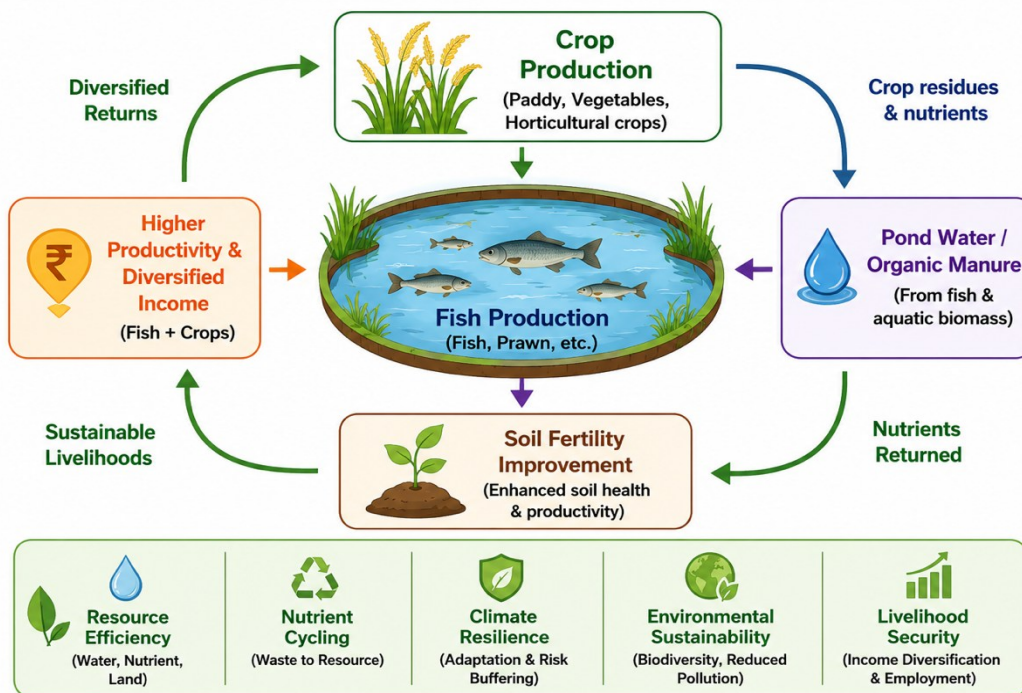 Crop
Production
(Paddy, Vegetables,
Horticultural crops)
Diversified
Returns
Crop residues
& nutrients
Higher
Productivity &
Diversified
Income
(Fish + Crops)
₹
Fish Production
(Fish, Prawn, etc.)
Pond Water /
Organic Manure
(From fish &
aquatic biomass)
Sustainable
Livelihoods
Soil Fertility
Improvement
(Enhanced soil health
& productivity)
Nutrients
Returned
Resource
Efficiency
(Water, Nutrient,
Land)
Nutrient
Cycling
(Waste to Resource)
Climate
Resilience
(Adaptation & Risk
Buffering)
Environmental
Sustainability
(Biodiversity, Reduced
Pollution)
Livelihood
Security
(Income Diversification
& Employment)